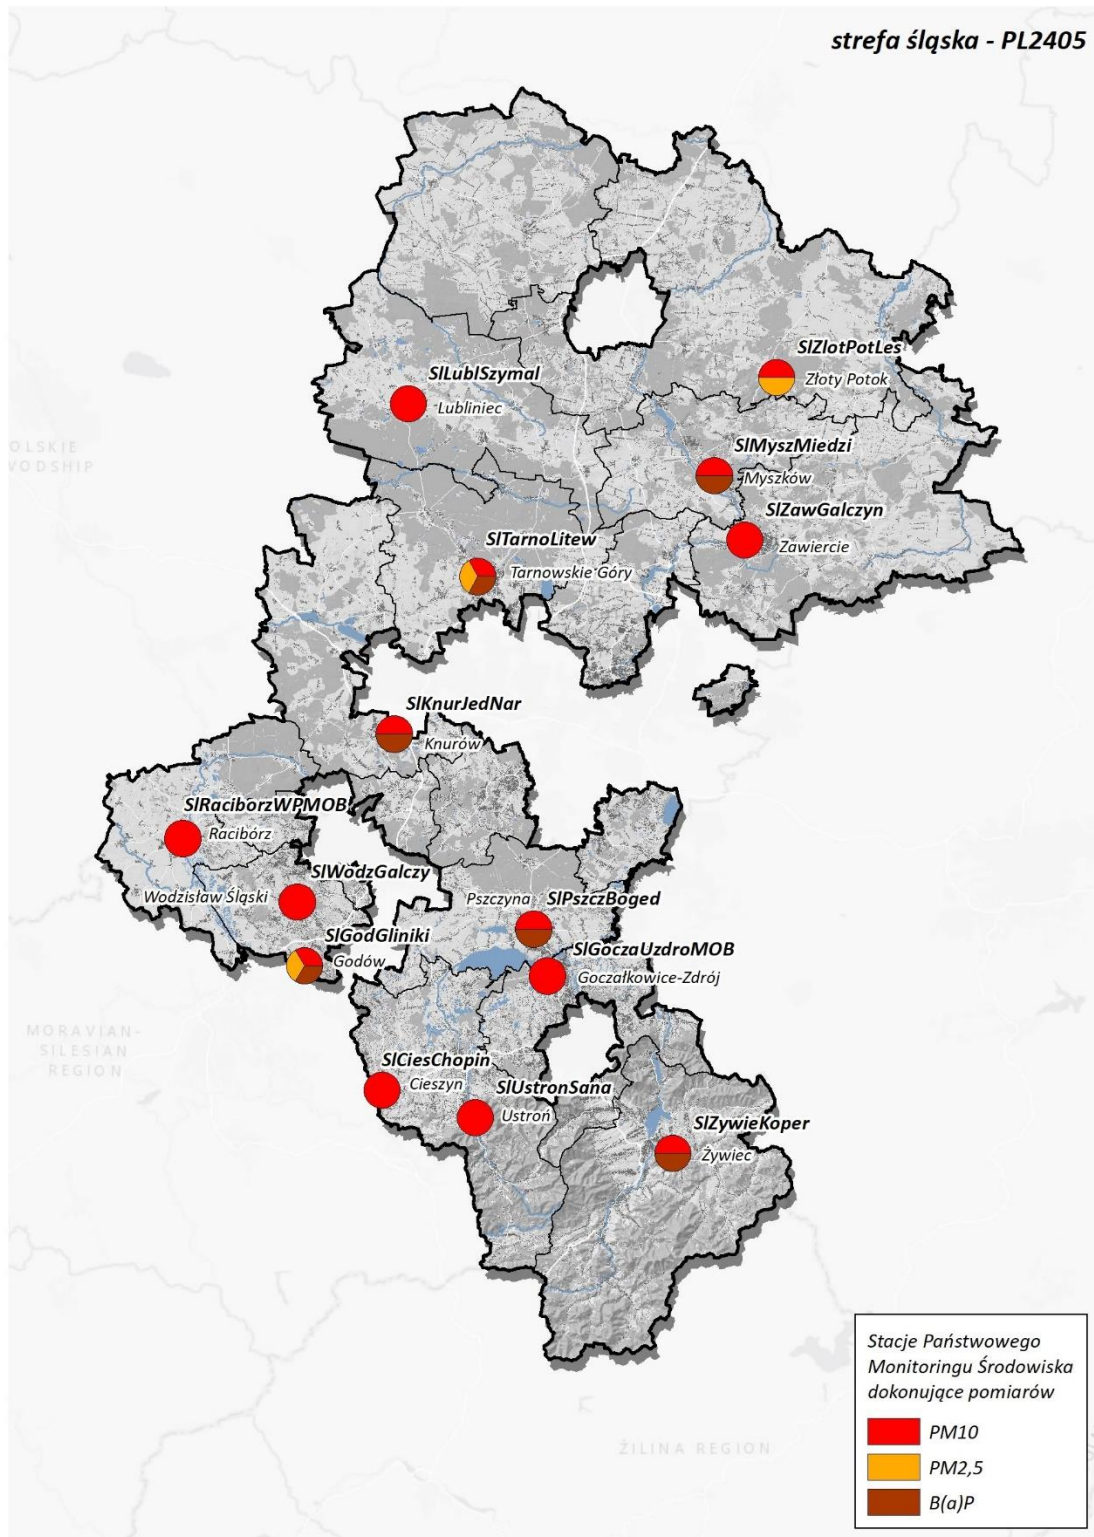 strefa śląska - PL2405
SlZlotPotLes
Złoty Potok
SlLublSzymal
Lubliniec
OLSKIE
WODSHIP
SlMyszMiedzi
Myszków
SlZawGalczyn
Zawiercie
SlTarnoLitew
Tarnowskie Góry
SlKnurJedNar
Knurów
SlRaciborzWPMOB
Racibórz
SlWodzGalczy
Wodzisław Śląski
SlPszczBoged
Pszczyna
SlGodGliniki
Godów
SlGoczaUzdroMOB
Goczałkowice-Zdrój
MORAVIAN-
SILESIAN
REGION
SlCiesChopin
Cieszyn
SlUstronSana
Ustroń
SlZywieKoper
Żywiec
ŽILINA REGION
Stacje Państwowego
Monitoringu Środowiska
dokonujące pomiarów
PM10
PM2,5
B(a)P